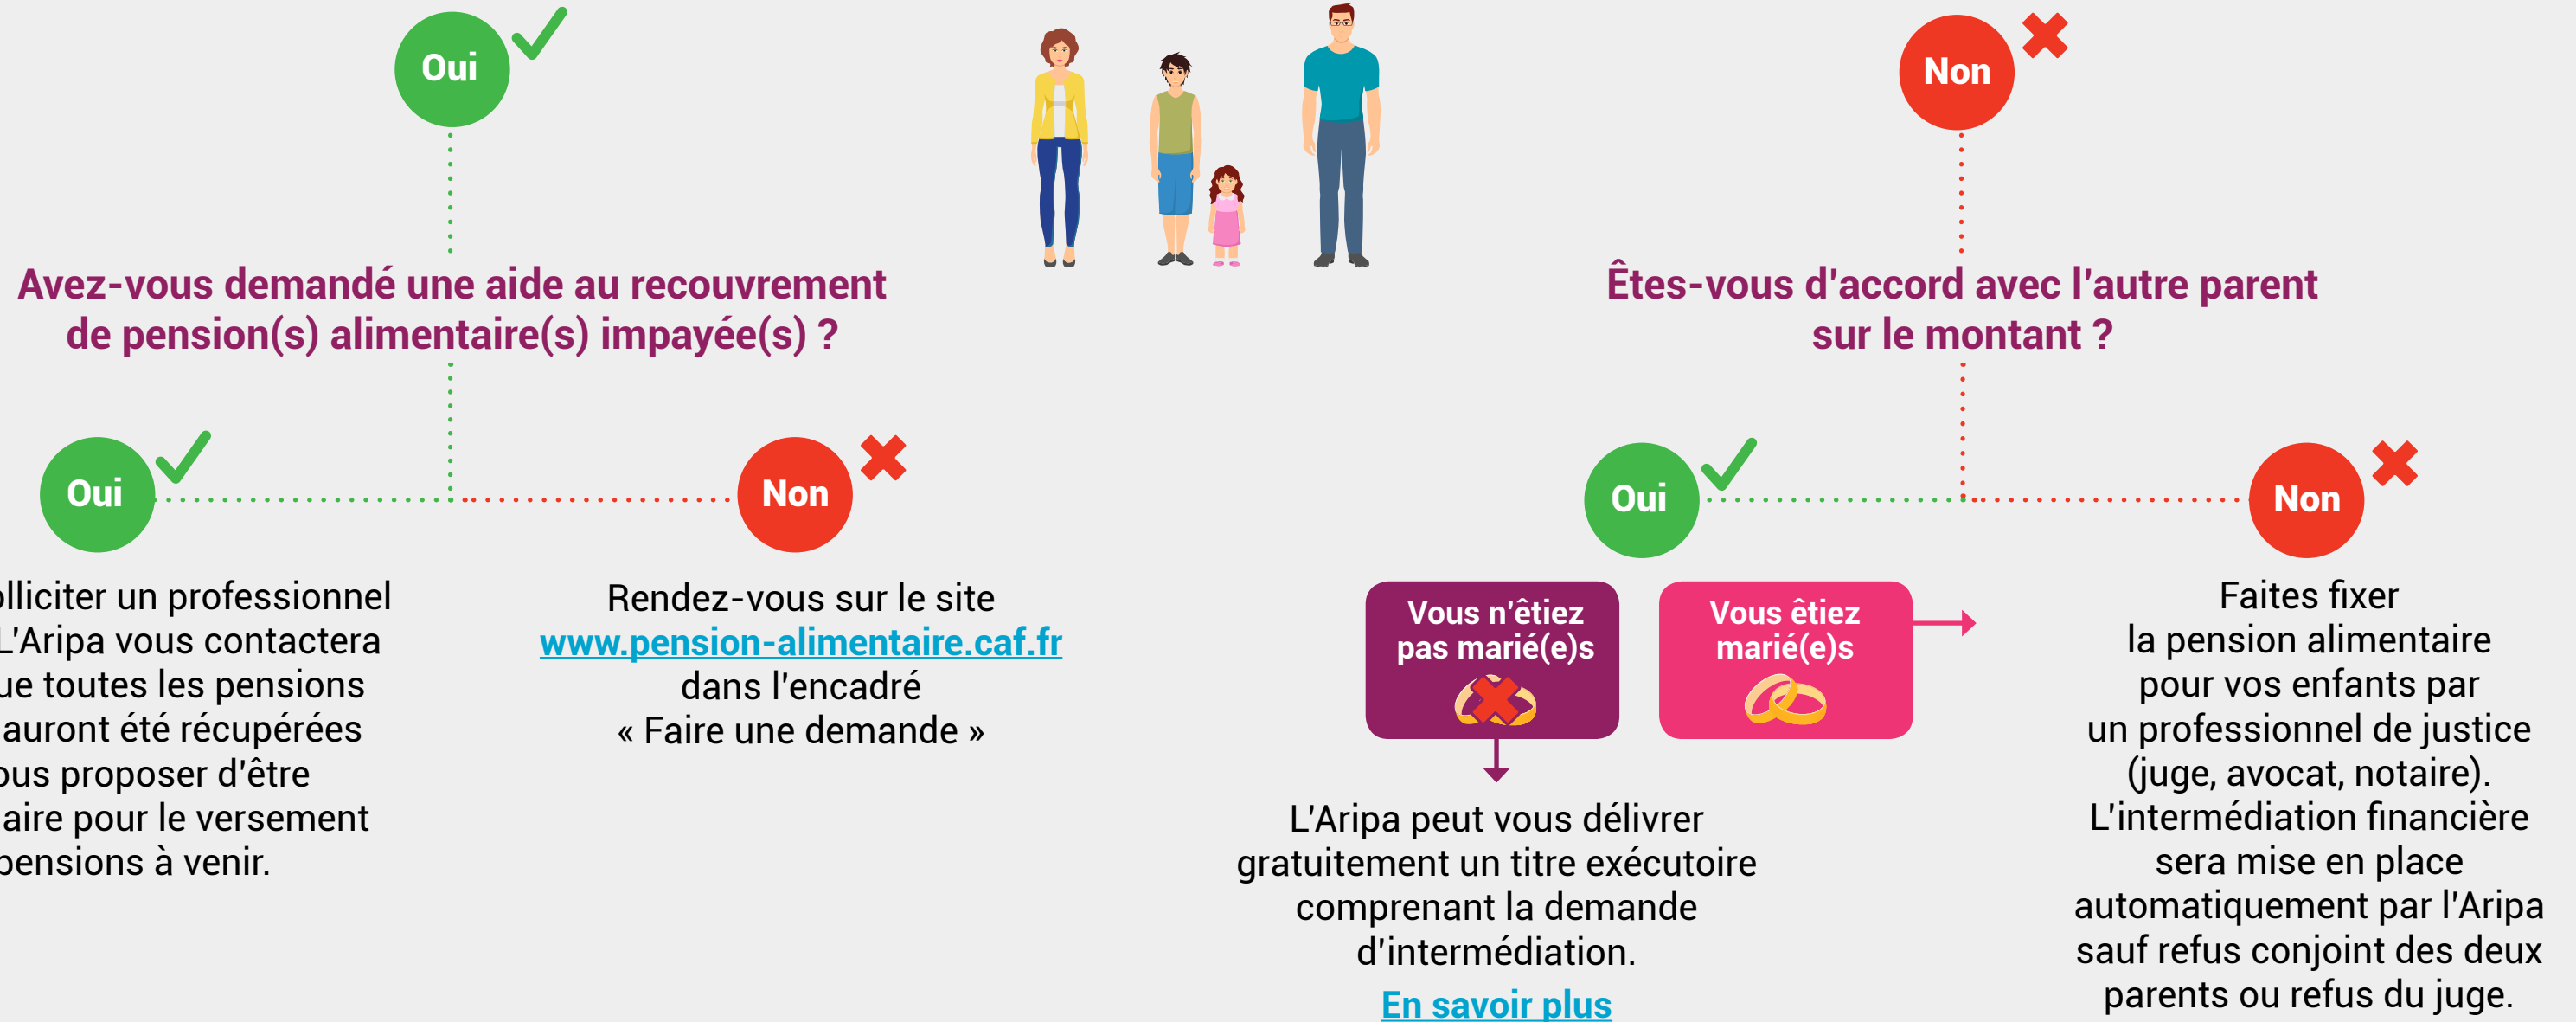 Oui
Avez-vous demandé une aide au recouvrement
de pension(s) alimentaire(s) impayée(s) ?
Oui
Non
olliciter un professionnel
L'Aripa vous contactera
ue toutes les pensions
auront été récupérées
ous proposer d'être
aire pour le versement
pensions à venir.
Rendez-vous sur le site
www.pension-alimentaire.caf.fr
dans l'encadré
« Faire une demande »
Non
Êtes-vous d'accord avec l'autre parent
sur le montant ?
Oui
Non
Vous n'êtiez
pas marié(e)s
Vous êtiez
marié(e)s
L'Aripa peut vous délivrer
gratuitement un titre exécutoire
comprenant la demande
d'intermédiation.
En savoir plus
Faites fixer
la pension alimentaire
pour vos enfants par
un professionnel de justice
(juge, avocat, notaire).
L'intermédiation financière
sera mise en place
automatiquement par l'Aripa
sauf refus conjoint des deux
parents ou refus du juge.